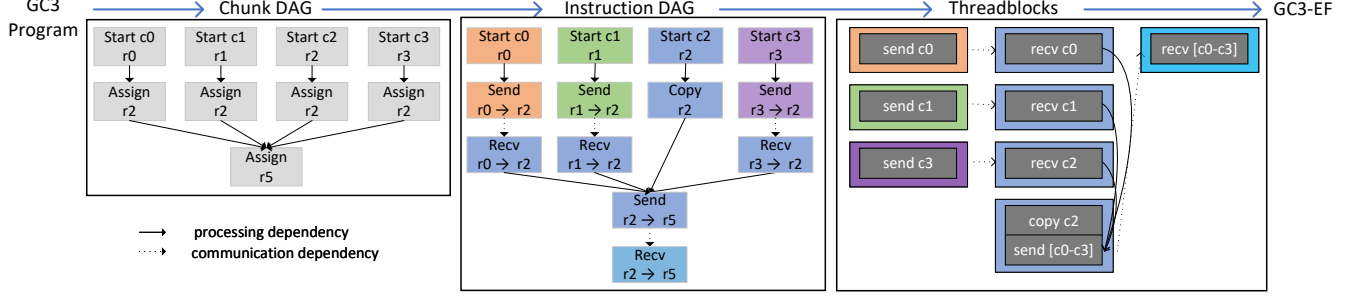 GC3
Program
Chunk DAG
Instruction DAG
Threadblocks
GC3-EF
Start c0
r0
Start c1
r1
Start c2
r2
Start c3
r3
Assign
r2
Assign
r2
Assign
r2
Assign
r2
Assign
r5
processing dependency
communication dependency
Start c0
r0
Start c1
r1
Start c2
r2
Start c3
r3
Send
r0 → r2
Send
r1 → r2
Copy
r2
Send
r3 → r2
Recv
r0 → r2
Recv
r1 → r2
Recv
r3 → r2
Send
r2 → r5
Recv
r2 → r5
send c0
recv c0
recv [c0-c3]
send c1
recv c1
send c3
recv c2
copy c2
send [c0-c3]